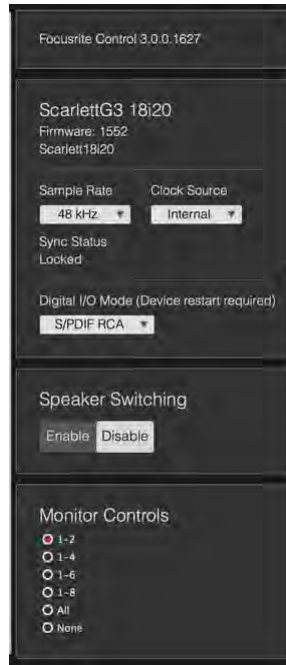 Focusrite Control 3.0.0.1627
ScarlettG3 18i20
Firmware: 1552
Scarlett18i20
Sample Rate Clock Source
48 kHz Internal
Sync Status
Locked
Digital I/O Mode (Device restart required)
S/PDIF RCA
Speaker Switching
Enable Disable
Monitor Controls
1-2
1-4
1-6
1-8
All
None